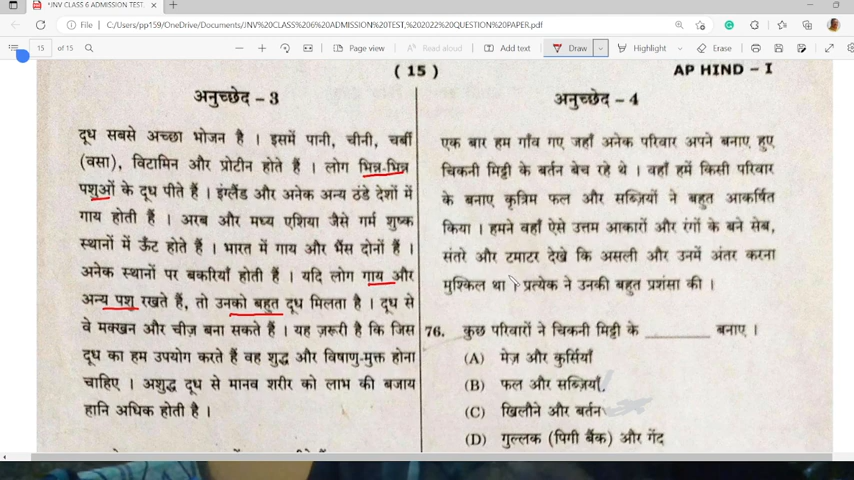 *JNV CLASS 6 ADMISSION TEST,
File
C:/Users/pp159/OneDrive/Documents/JNV%20CLASS%206%20ADMISSION%20TEST,%202022%20QUESTION%20PAPER.pdf
15 of 15
Page view
Read aloud
Add text
Draw
Highlight
Erase
( 15 )
AP HIND – I
अनुच्छेद – 3
दूध सबसे अच्छा भोजन है । इसमें पानी, चीनी, चर्बी
(वसा), विटामिन और प्रोटीन होते हैं । लोग भिन्न-भिन्न
पशुओं के दूध पीते हैं । इंग्लैंड और अनेक अन्य ठंडे देशों में
गाय होती हैं । अरब और मध्य एशिया जैसे गर्म शुष्क
स्थानों में ऊँट होते हैं । भारत में गाय और भैंस दोनों हैं ।
अनेक स्थानों पर बकरियाँ होती हैं । यदि लोग गाय और
अन्य पशु रखते हैं, तो उनको बहुत दूध मिलता है । दूध से
वे मक्खन और चीज़ बना सकते हैं । यह ज़रूरी है कि जिस
दूध का हम उपयोग करते हैं वह शुद्ध और विषाणु-मुक्त होना
चाहिए । अशुद्ध दूध से मानव शरीर को लाभ की बजाय
हानि अधिक होती है ।
अनुच्छेद – 4
एक बार हम गाँव गए जहाँ अनेक परिवार अपने बनाए हुए
चिकनी मिट्टी के बर्तन बेच रहे थे । वहाँ हमें किसी परिवार
के बनाए कृत्रिम फल और सब्ज़ियों ने बहुत आकर्षित
किया । हमने वहाँ ऐसे उत्तम आकारों और रंगों के बने सेब,
संतरे और टमाटर देखे कि असली और उनमें अंतर करना
मुश्किल था । प्रत्येक ने उनकी बहुत प्रशंसा की ।
76. कुछ परिवारों ने चिकनी मिट्टी के ________ बनाए ।
(A) मेज़ और कुर्सियाँ
(B) फल और सब्ज़ियाँ
(C) खिलौने और बर्तन
(D) गुल्लक (पिगी बैंक) और गेंद